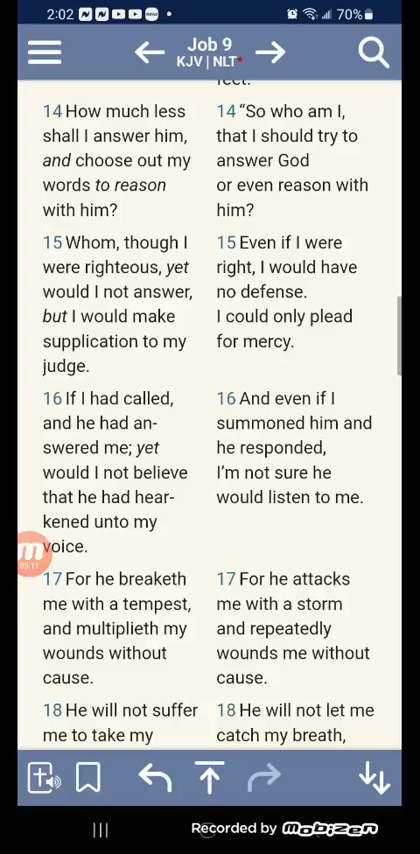 2:02
70%
Job 9
KJV | NLT*
feet.
14 How much less
shall I answer him,
and choose out my
words to reason
with him?
15 Whom, though I
were righteous, yet
would I not answer,
but I would make
supplication to my
judge.
16 If I had called,
and he had an-
swered me; yet
would I not believe
that he had hear-
kened unto my
voice.
17 For he breaketh
me with a tempest,
and multiplieth my
wounds without
cause.
18 He will not suffer
me to take my
14 “So who am I,
that I should try to
answer God
or even reason with
him?
15 Even if I were
right, I would have
no defense.
I could only plead
for mercy.
16 And even if I
summoned him and
he responded,
I’m not sure he
would listen to me.
17 For he attacks
me with a storm
and repeatedly
wounds me without
cause.
18 He will not let me
catch my breath,
m
05:11
Recorded by Mobizen